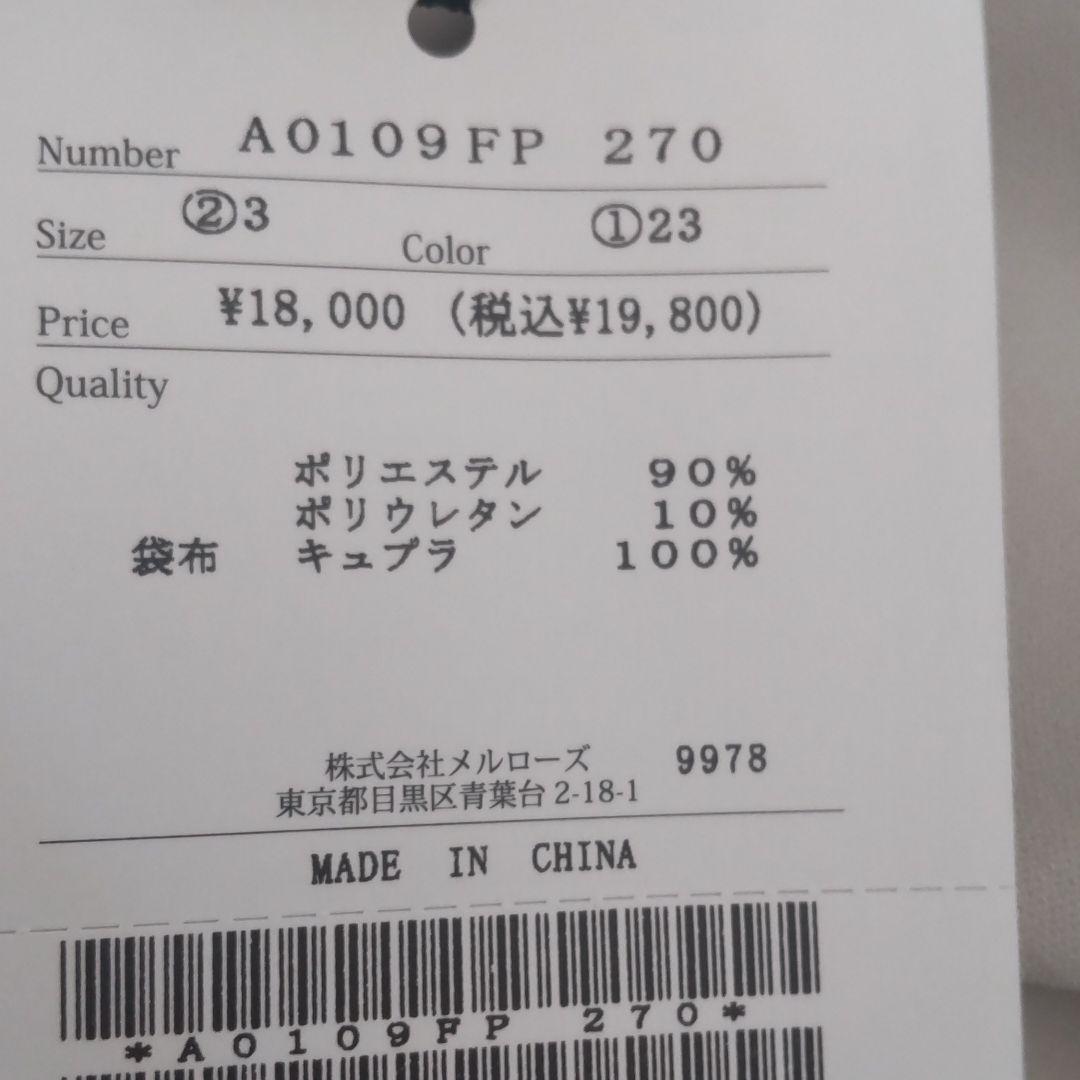 Number A0109FP 270
Size ②3 Color ①23
Price ¥18,000 (税込¥19,800)
Quality
ポリエステル 90%
ポリウレタン 10%
袋布 キュプラ 100%
株式会社メルローズ 9978
東京都目黒区青葉台2-18-1
MADE IN CHINA
*A0109FP 270*